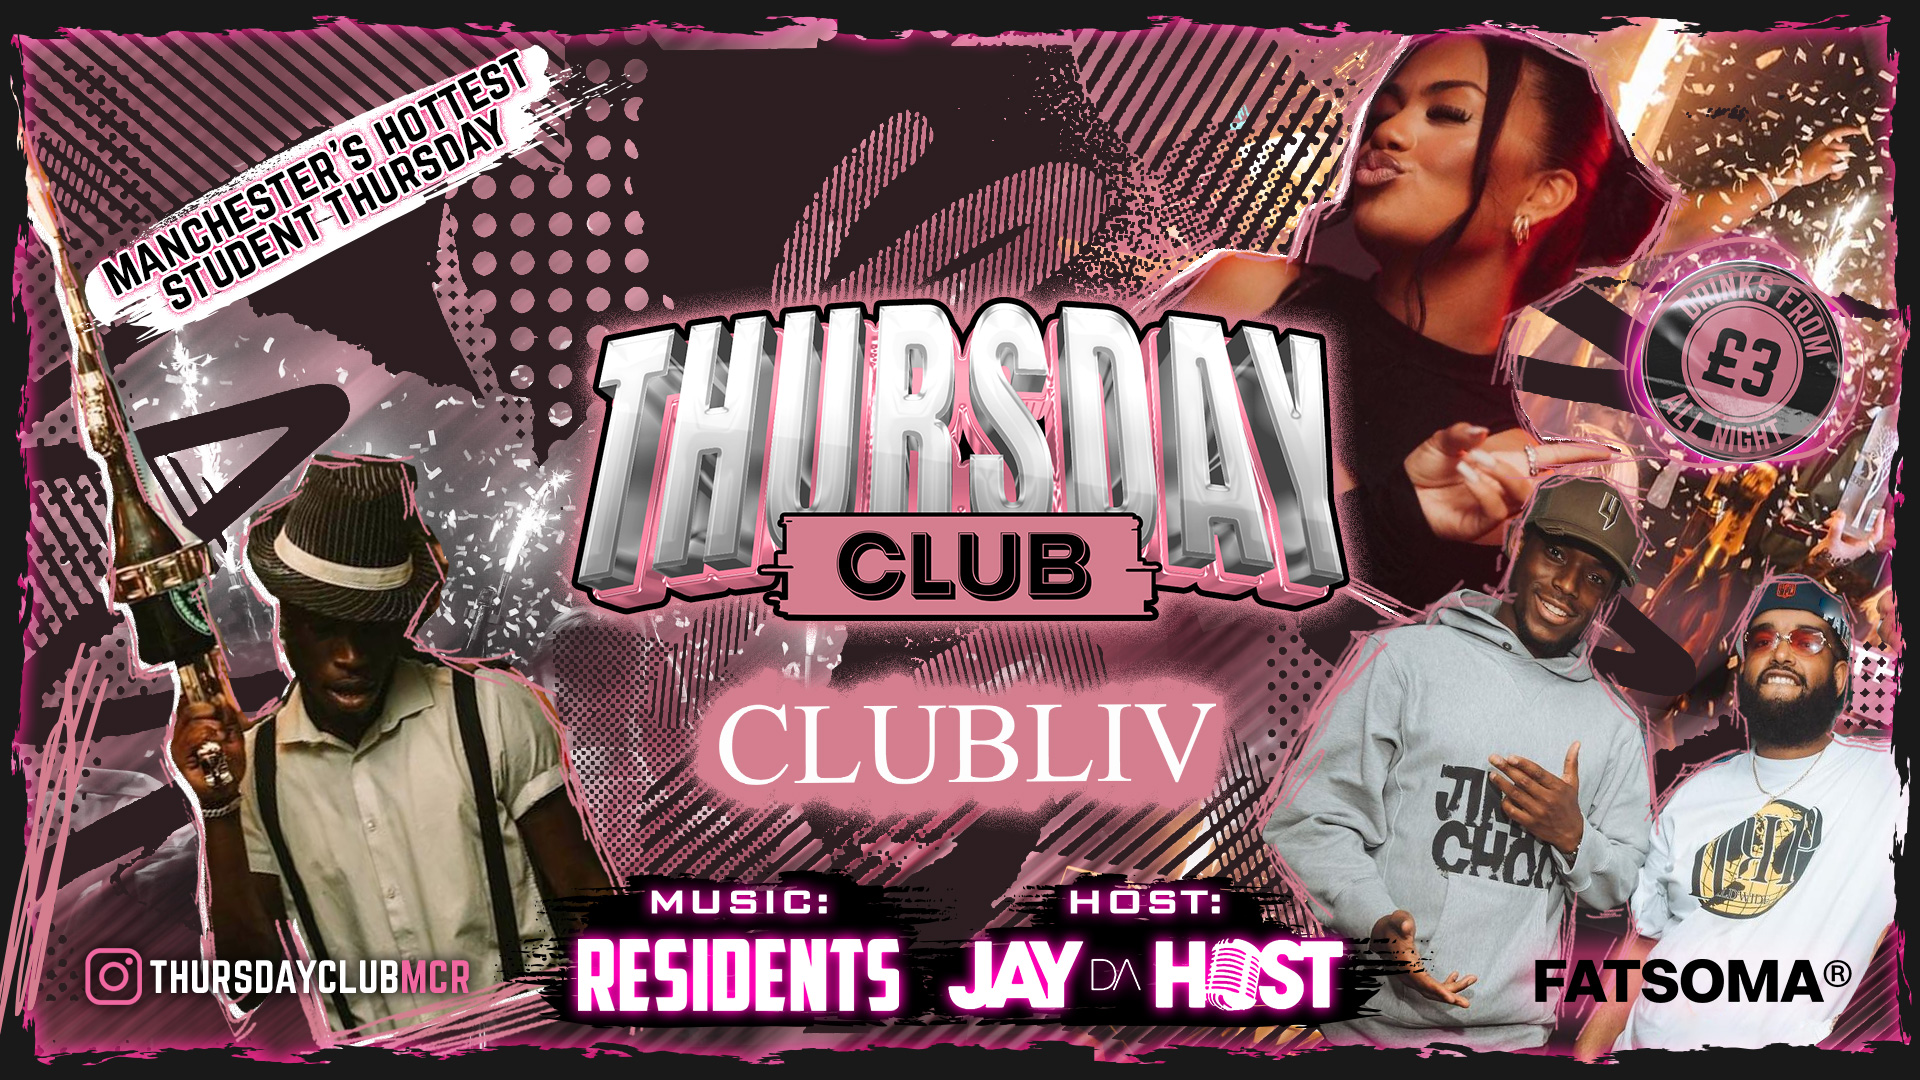 MANCHESTER'S HOTTEST
STUDENT THURSDAY
DRINKS FROM
£3
ALL NIGHT
THURSDAY
CLUB
CLUBLIV
MUSIC:
RESIDENTS
HOST:
JAY DA HOST
THURSDAYCLUBMCR
FATSOMA®